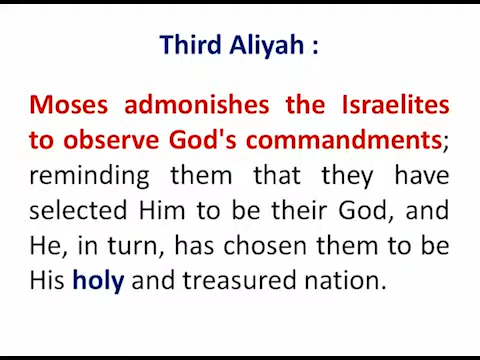 Third Aliyah :
Moses admonishes the Israelites
to observe God's commandments;
reminding them that they have
selected Him to be their God, and
He, in turn, has chosen them to be
His holy and treasured nation.